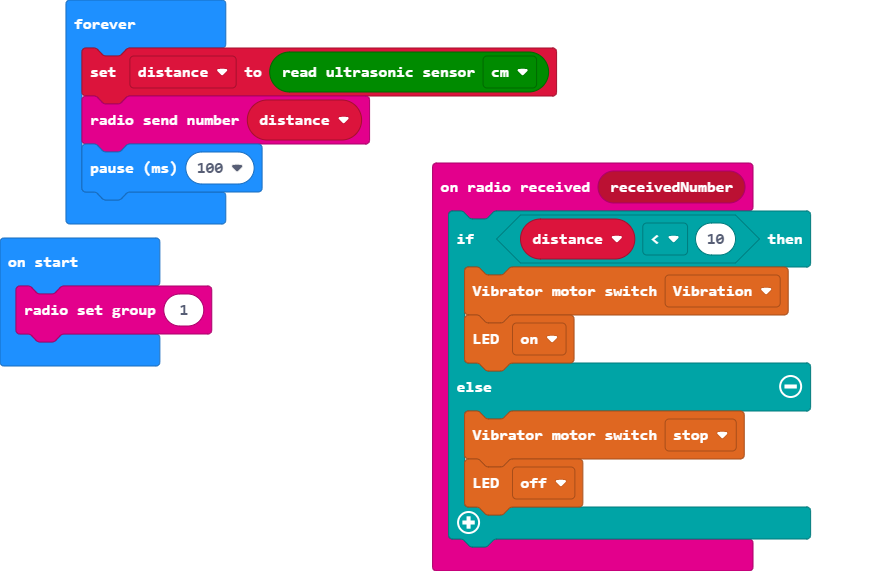 forever
set distance to read ultrasonic sensor cm
radio send number distance
pause (ms) 100
on start
radio set group 1
on radio received receivedNumber
if distance < 10 then
Vibrator motor switch Vibration
LED on
else
Vibrator motor switch stop
LED off